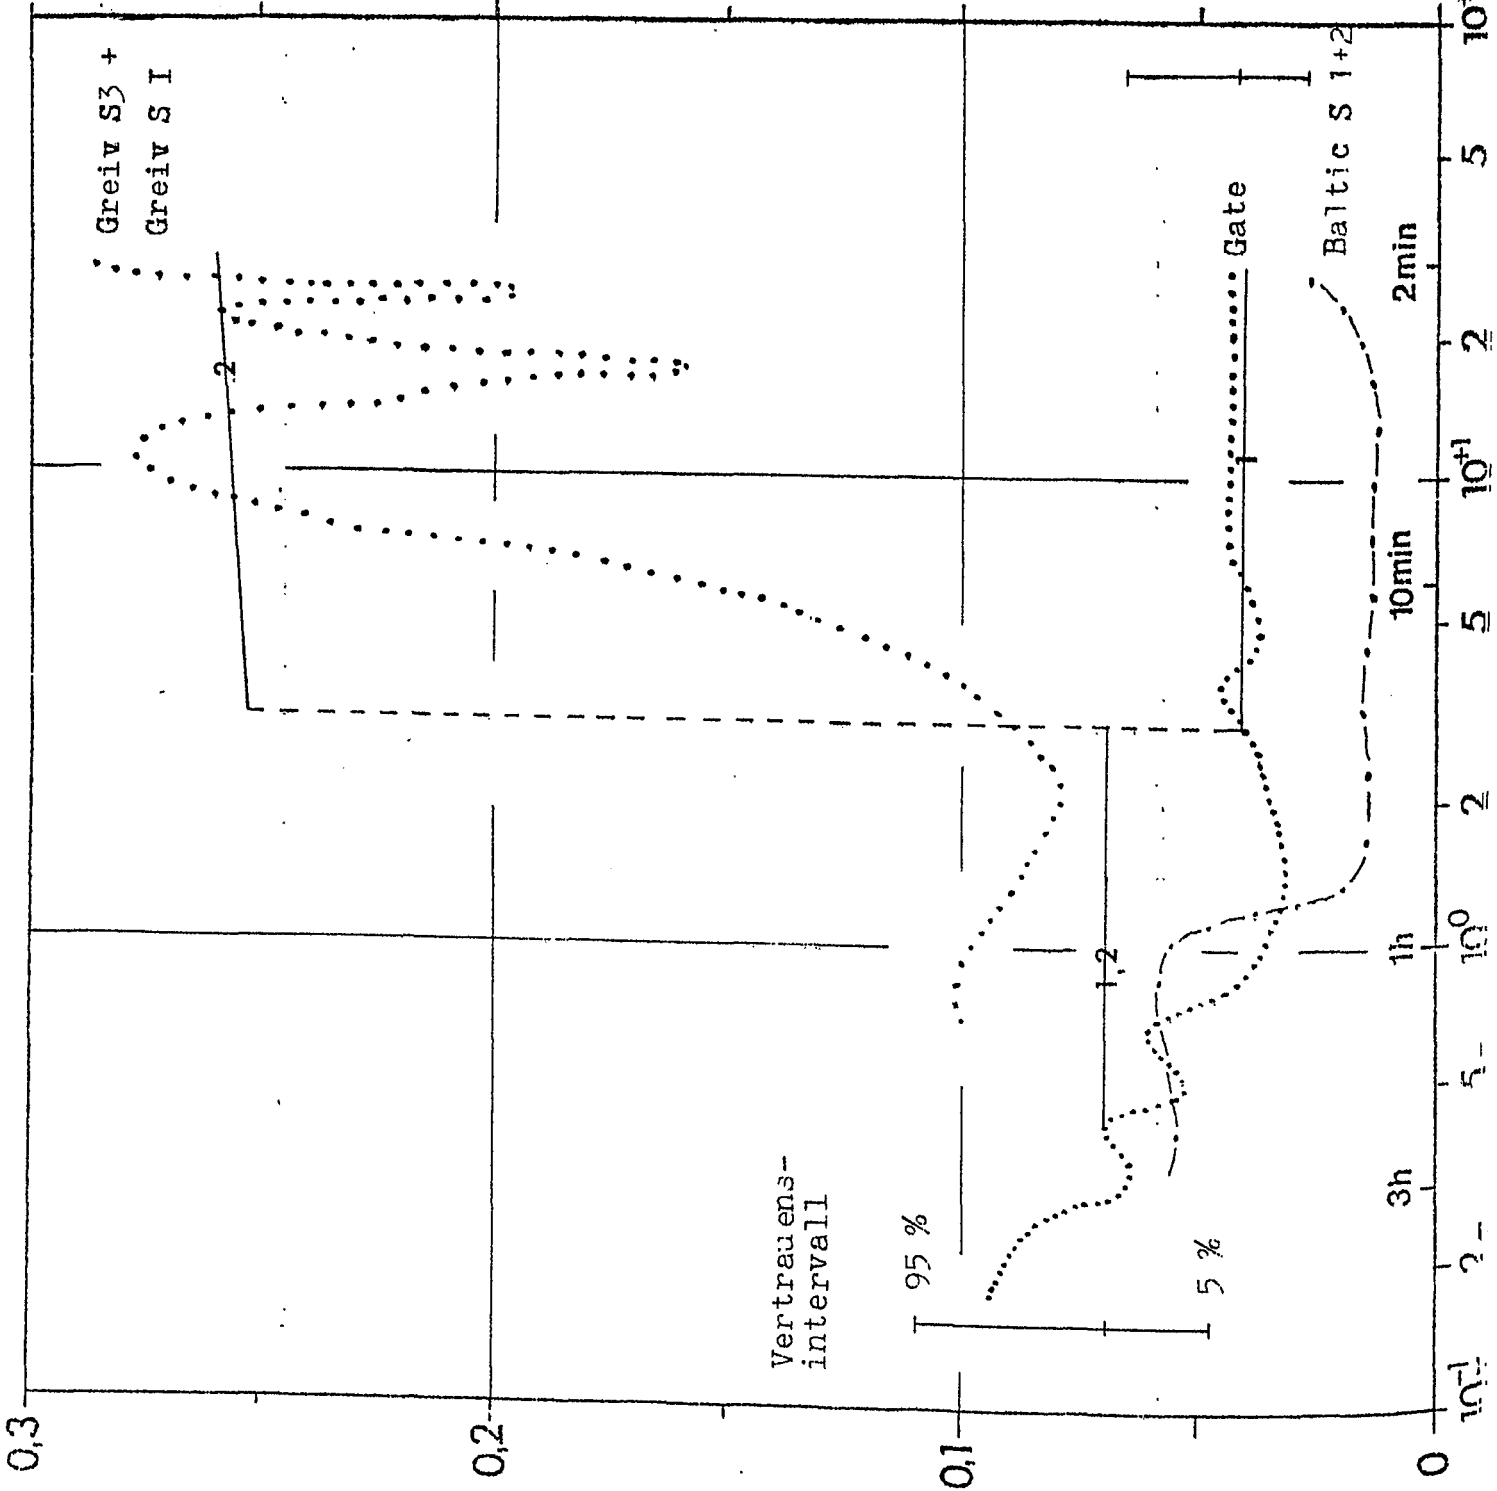 Greiv S3 +
Greiv S I
2
Gate
1
Baltic S 1+2
1,2
Vertrauens-
intervall
95 %
5 %
0,3
0,2
0,1
0
3h
1h
10min
2min
10⁻¹
2
5
10⁰
2
5
10⁺¹
2
5